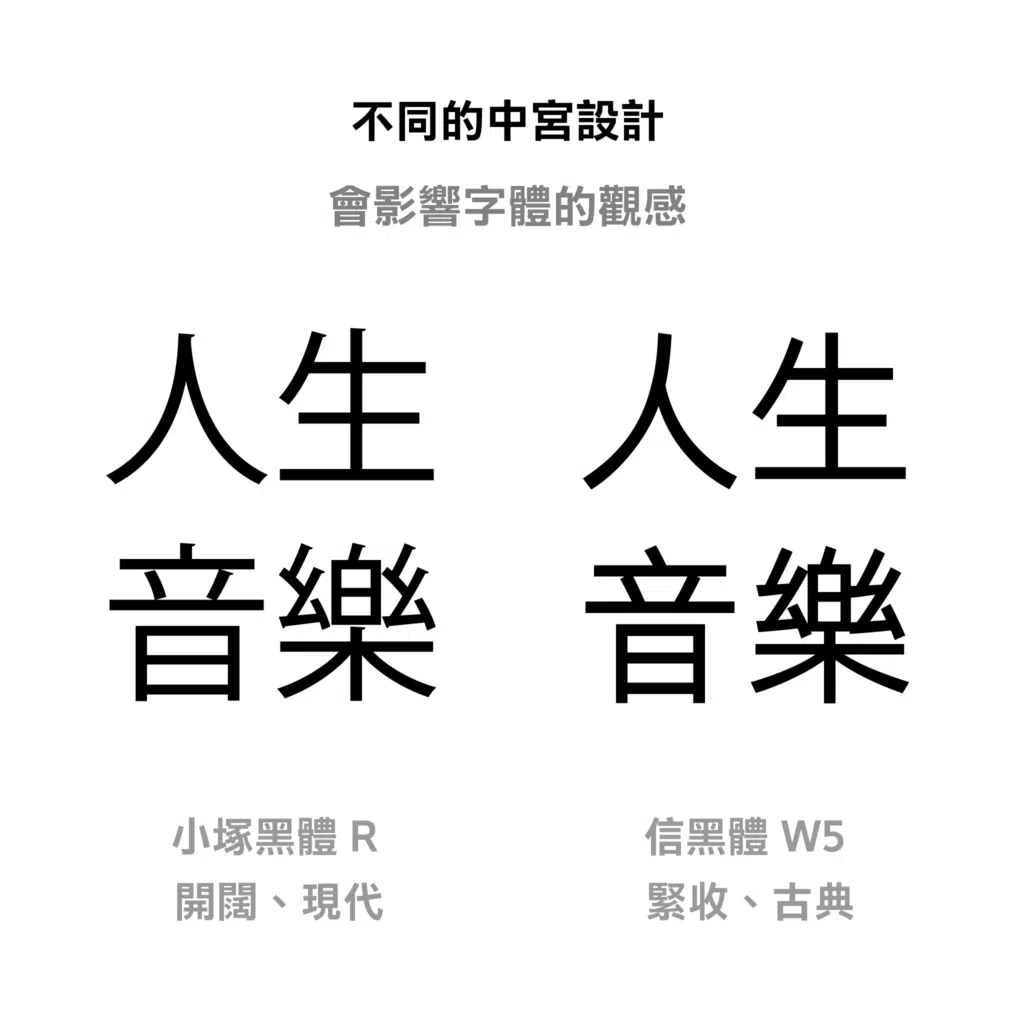 不同的中宮設計
會影響字體的觀感
人生
音樂
人生
音樂
小塚黑體 R
開闊、現代
信黑體 W5
緊收、古典